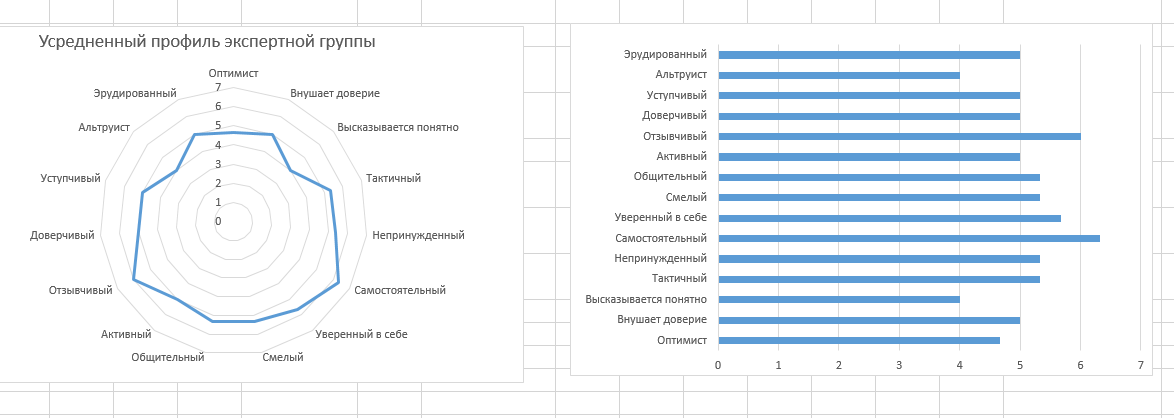 Усредненный профиль экспертной группы
Оптимист
7
Эрудированный
Внушает доверие
6
5
Альтруист
Высказывается понятно
4
3
Уступчивый
Тактичный
2
1
0
Доверчивый
Непринужденный
Отзывчивый
Самостоятельный
Активный
Уверенный в себе
Общительный
Смелый
Эрудированный
Альтруист
Уступчивый
Доверчивый
Отзывчивый
Активный
Общительный
Смелый
Уверенный в себе
Самостоятельный
Непринужденный
Тактичный
Высказывается понятно
Внушает доверие
Оптимист
0 1 2 3 4 5 6 7